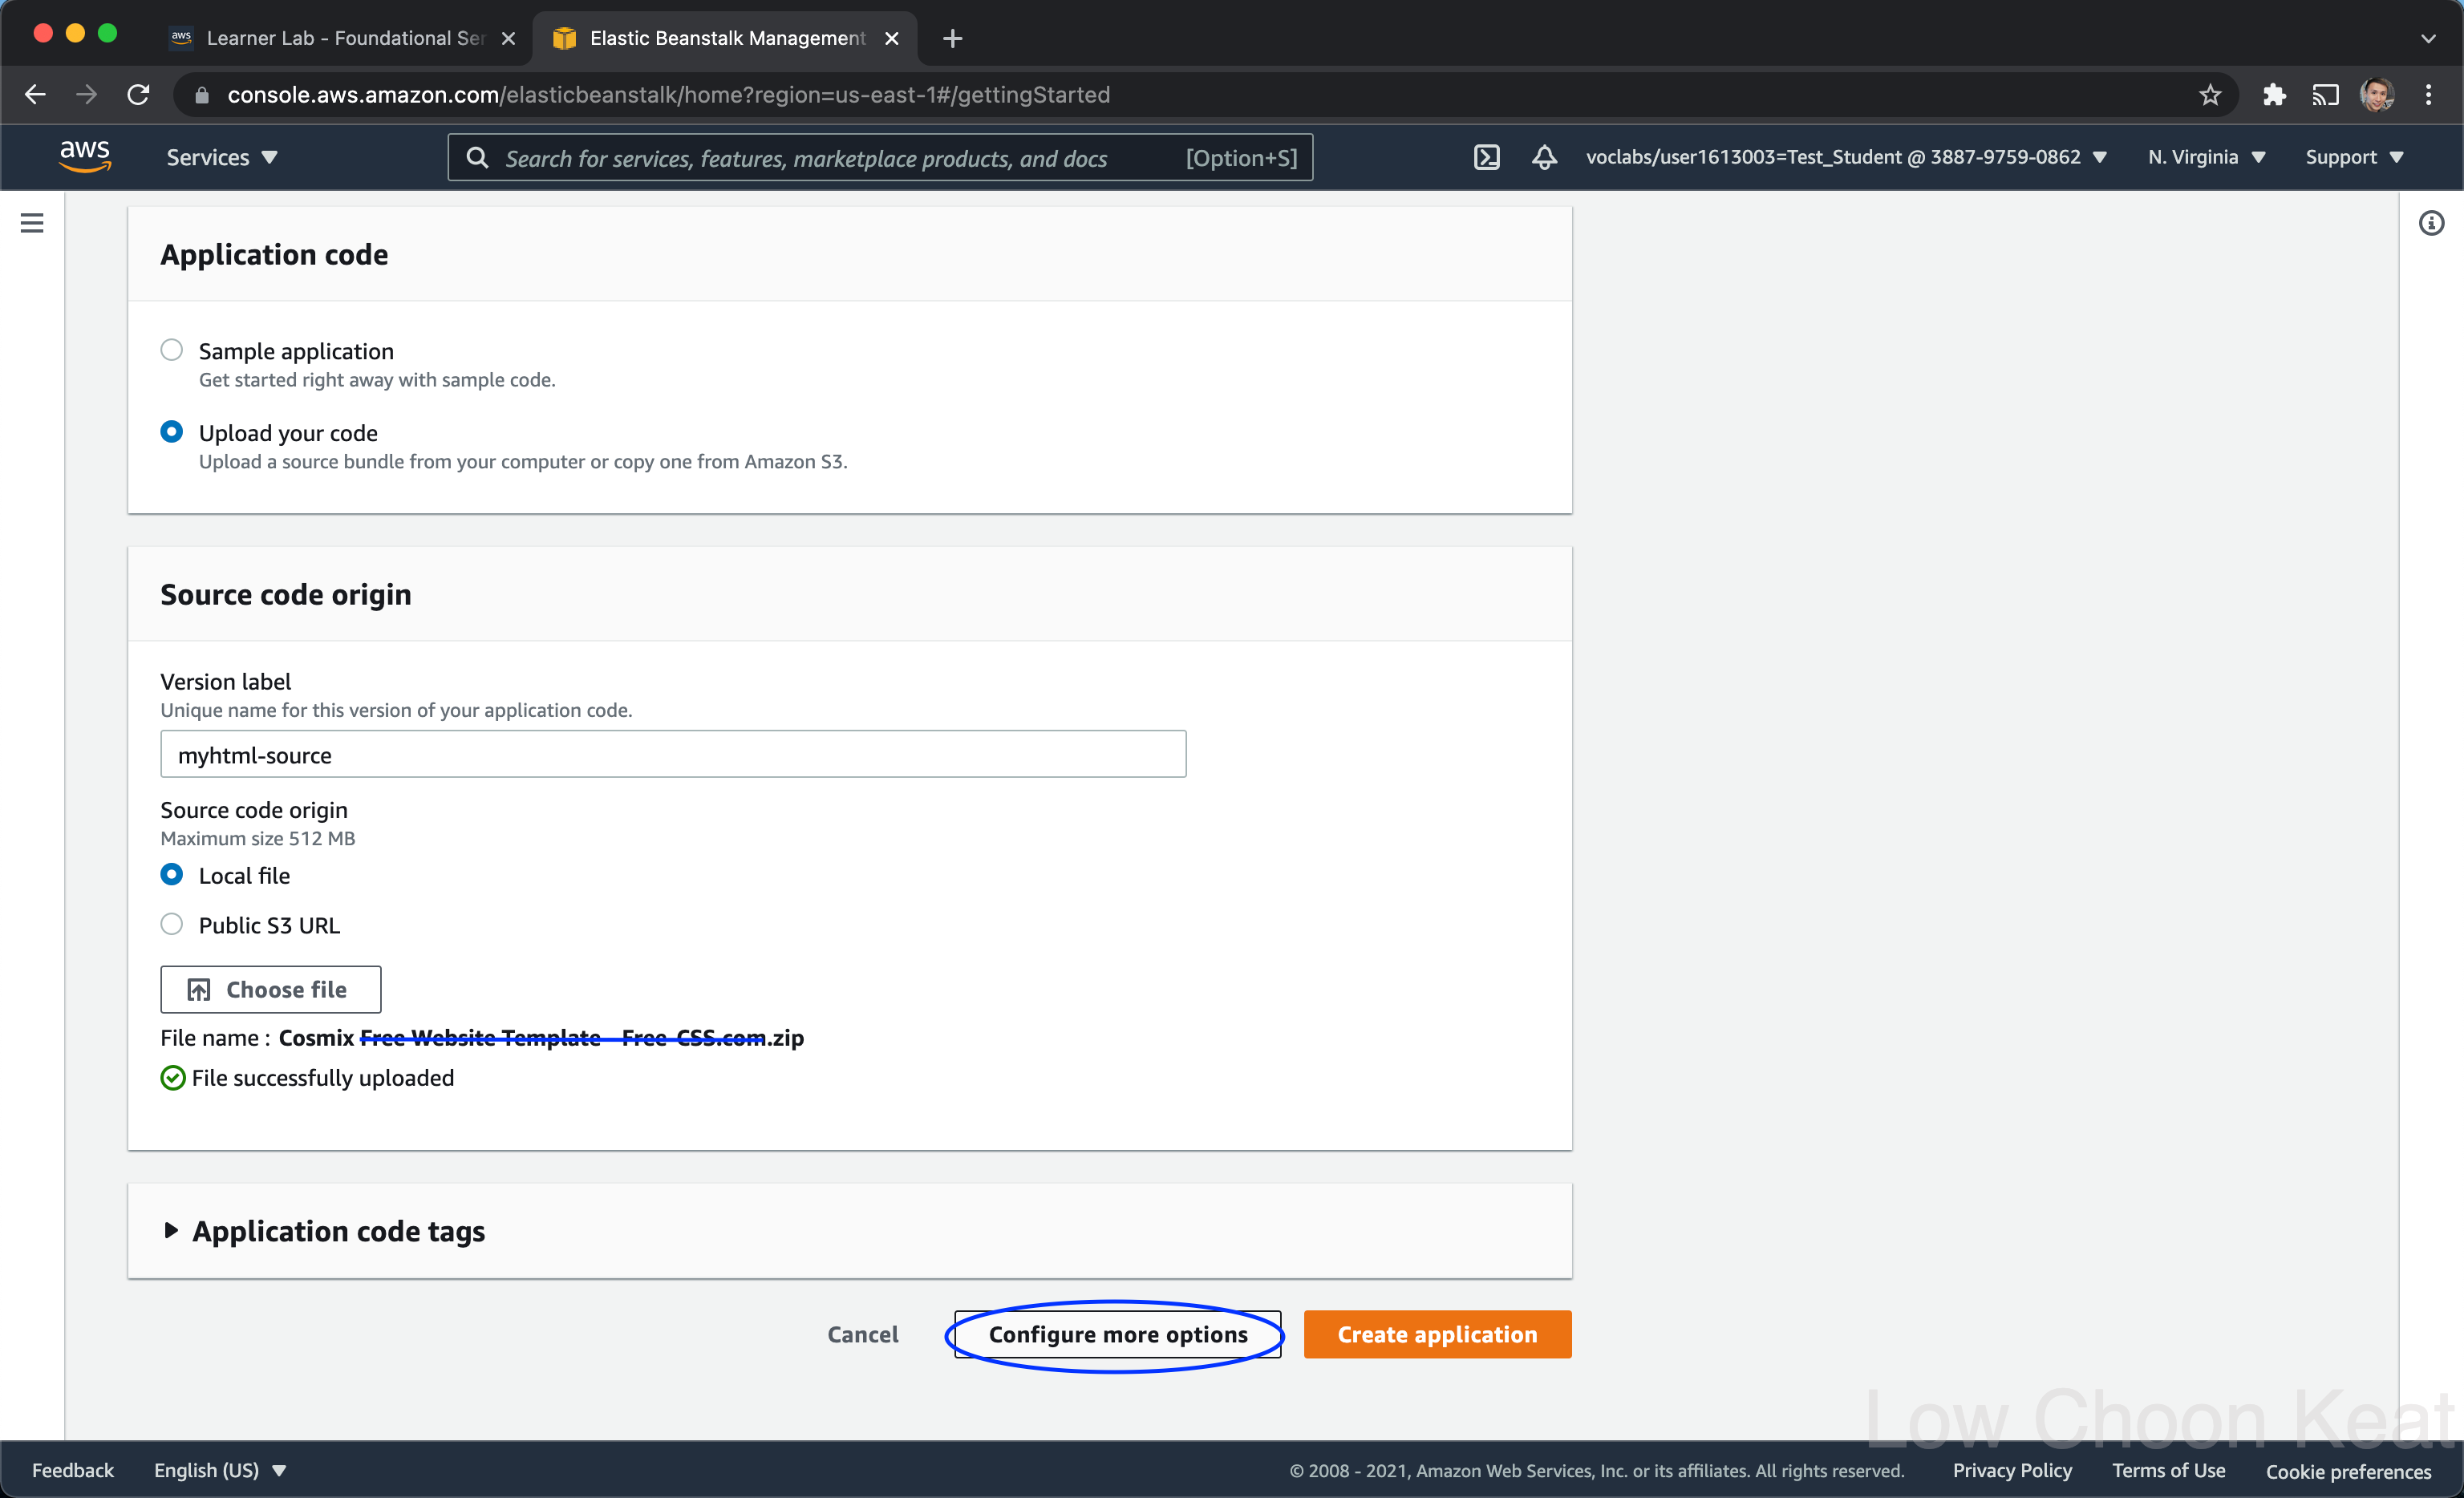 Learner Lab - Foundational Ser
Elastic Beanstalk Management
console.aws.amazon.com/elasticbeanstalk/home?region=us-east-1#/gettingStarted
aws
Services
Search for services, features, marketplace products, and docs
[Option+S]
voclabs/user1613003=Test_Student @ 3887-9759-0862
N. Virginia
Support
Application code
Sample application
Get started right away with sample code.
Upload your code
Upload a source bundle from your computer or copy one from Amazon S3.
Source code origin
Version label
Unique name for this version of your application code.
myhtml-source
Source code origin
Maximum size 512 MB
Local file
Public S3 URL
Choose file
File name : Cosmix Free Website Template - Free-CSS.com.zip
File successfully uploaded
Application code tags
Cancel
Configure more options
Create application
Low Choon Keat
Feedback
English (US)
© 2008 - 2021, Amazon Web Services, Inc. or its affiliates. All rights reserved.
Privacy Policy
Terms of Use
Cookie preferences